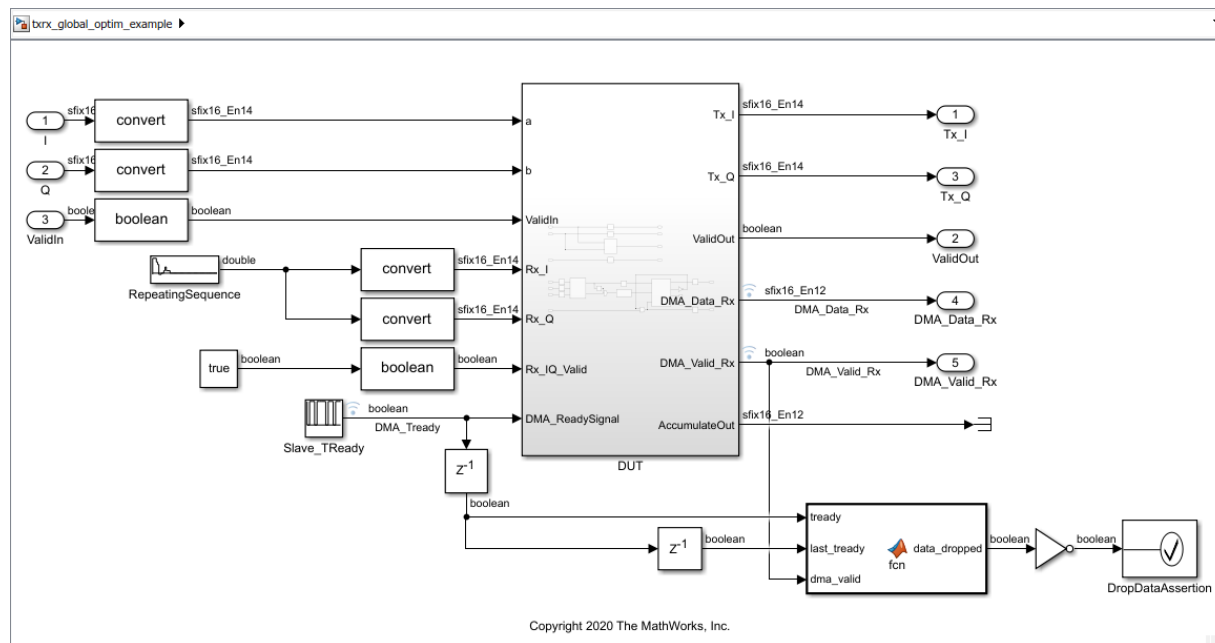 txrx_global_optim_example
sfix16 convert sfix16_En14
1
I
a
Tx_I sfix16_En14
1
Tx_I
sfix16 convert sfix16_En14
2
Q
b
Tx_Q sfix16_En14
3
Tx_Q
boole boolean boolean
3
ValidIn
ValidIn
ValidOut boolean
2
ValidOut
double
RepeatingSequence
convert sfix16_En14
Rx_I
convert sfix16_En14
Rx_Q
DMA_Data_Rx sfix16_En12
DMA_Data_Rx
4
DMA_Data_Rx
true boolean boolean boolean
Rx_IQ_Valid
DMA_Valid_Rx boolean
DMA_Valid_Rx
5
DMA_Valid_Rx
Slave_TReady
boolean
DMA_Tready
DMA_ReadySignal
AccumulateOut sfix16_En12
DUT
Z-1
boolean
Z-1
boolean
tready
last_tready
dma_valid
fcn
data_dropped
boolean
boolean
DropDataAssertion
Copyright 2020 The MathWorks, Inc.